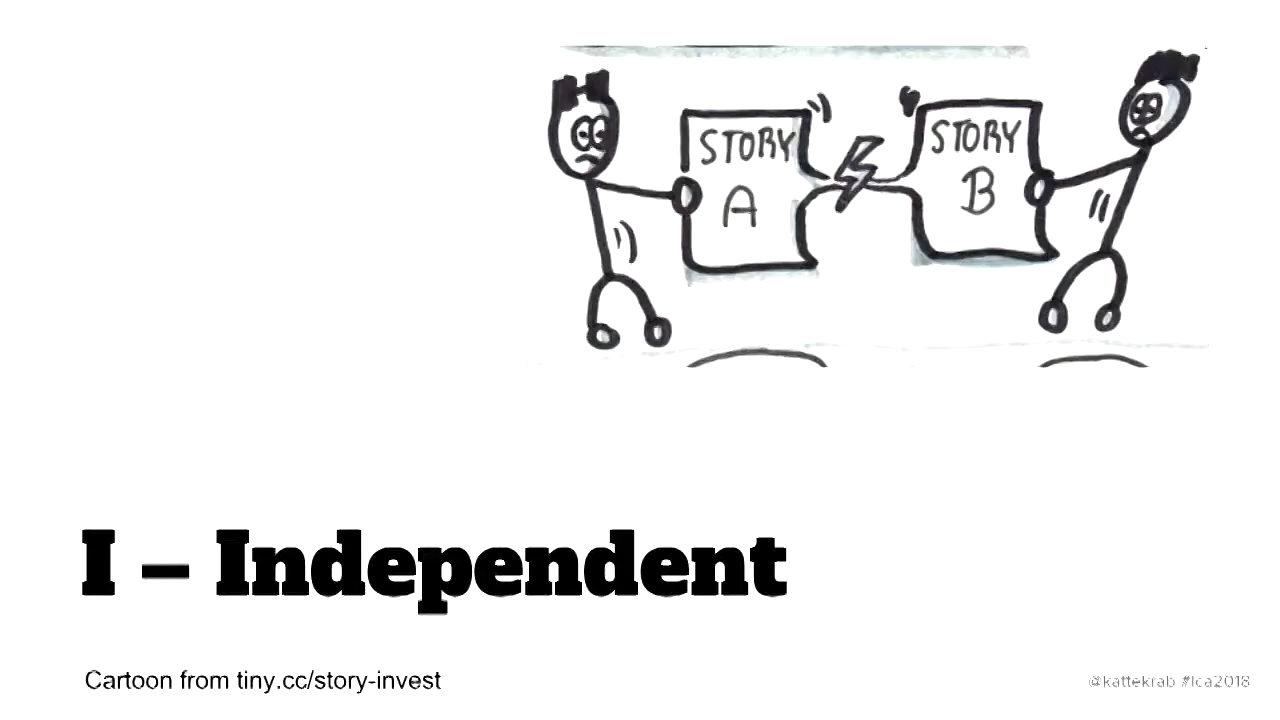 STORY
A
STORY
B
I – Independent
Cartoon from tiny.cc/story-invest
@kattekrab #lca2018